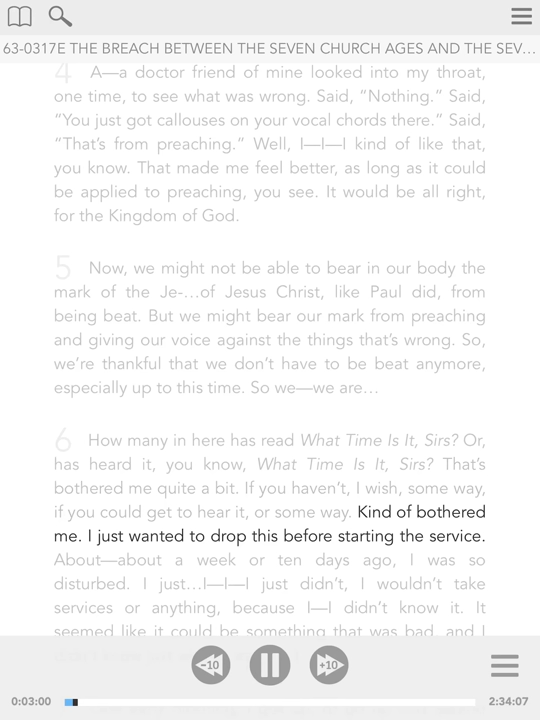 63-0317E THE BREACH BETWEEN THE SEVEN CHURCH AGES AND THE SEV...
4 A—a doctor friend of mine looked into my throat,
one time, to see what was wrong. Said, “Nothing.” Said,
“You just got callouses on your vocal chords there.” Said,
“That’s from preaching.” Well, I—I—I kind of like that,
you know. That made me feel better, as long as it could
be applied to preaching, you see. It would be all right,
for the Kingdom of God.
5 Now, we might not be able to bear in our body the
mark of the Je-…of Jesus Christ, like Paul did, from
being beat. But we might bear our mark from preaching
and giving our voice against the things that’s wrong. So,
we’re thankful that we don’t have to be beat anymore,
especially up to this time. So we—we are…
6 How many in here has read What Time Is It, Sirs? Or,
has heard it, you know, What Time Is It, Sirs? That’s
bothered me quite a bit. If you haven’t, I wish, some way,
if you could get to hear it, or some way. Kind of bothered
me. I just wanted to drop this before starting the service.
About—about a week or ten days ago, I was so
disturbed. I just…I—I—I just didn’t, I wouldn’t take
services or anything, because I—I didn’t know it. It
seemed like it could be something that was bad, and I
-10 +10
0:03:00 2:34:07